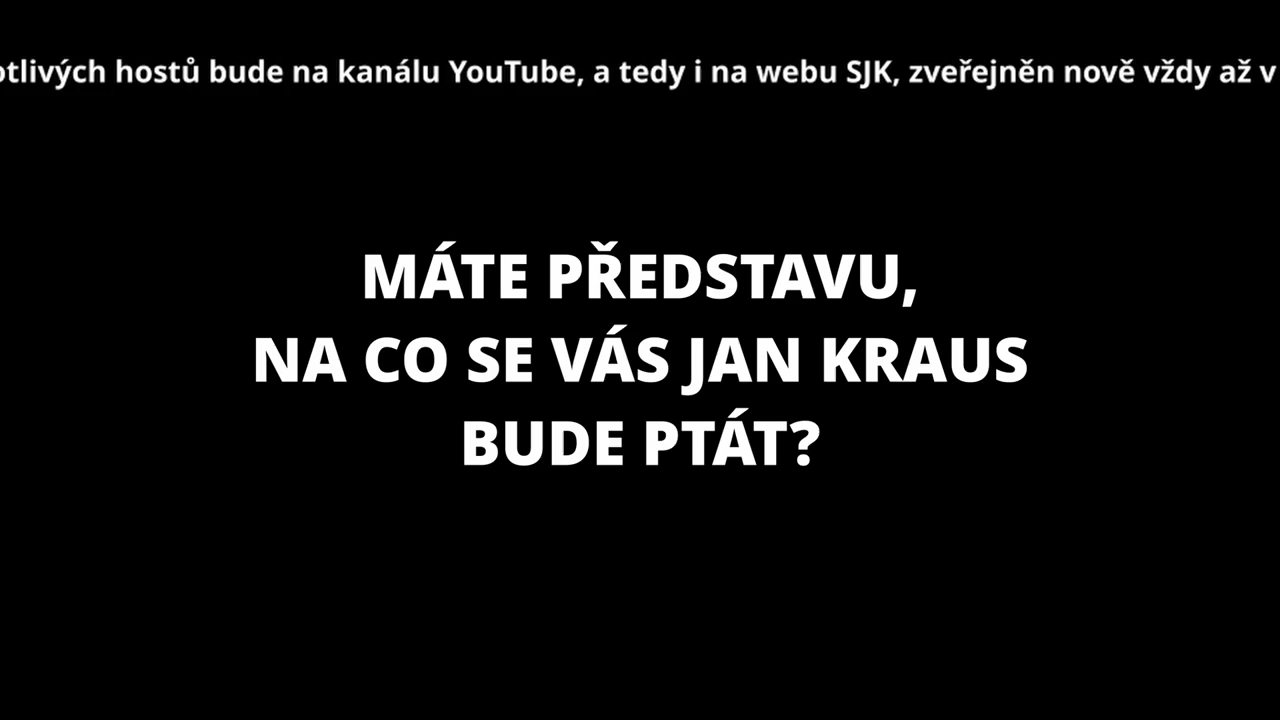 hostů bude na kanálu YouTube, a tedy i na webu SJK, zveřejněn nově vždy až v
MÁTE PŘEDSTAVU,
NA CO SE VÁS JAN KRAUS
BUDE PTÁT?